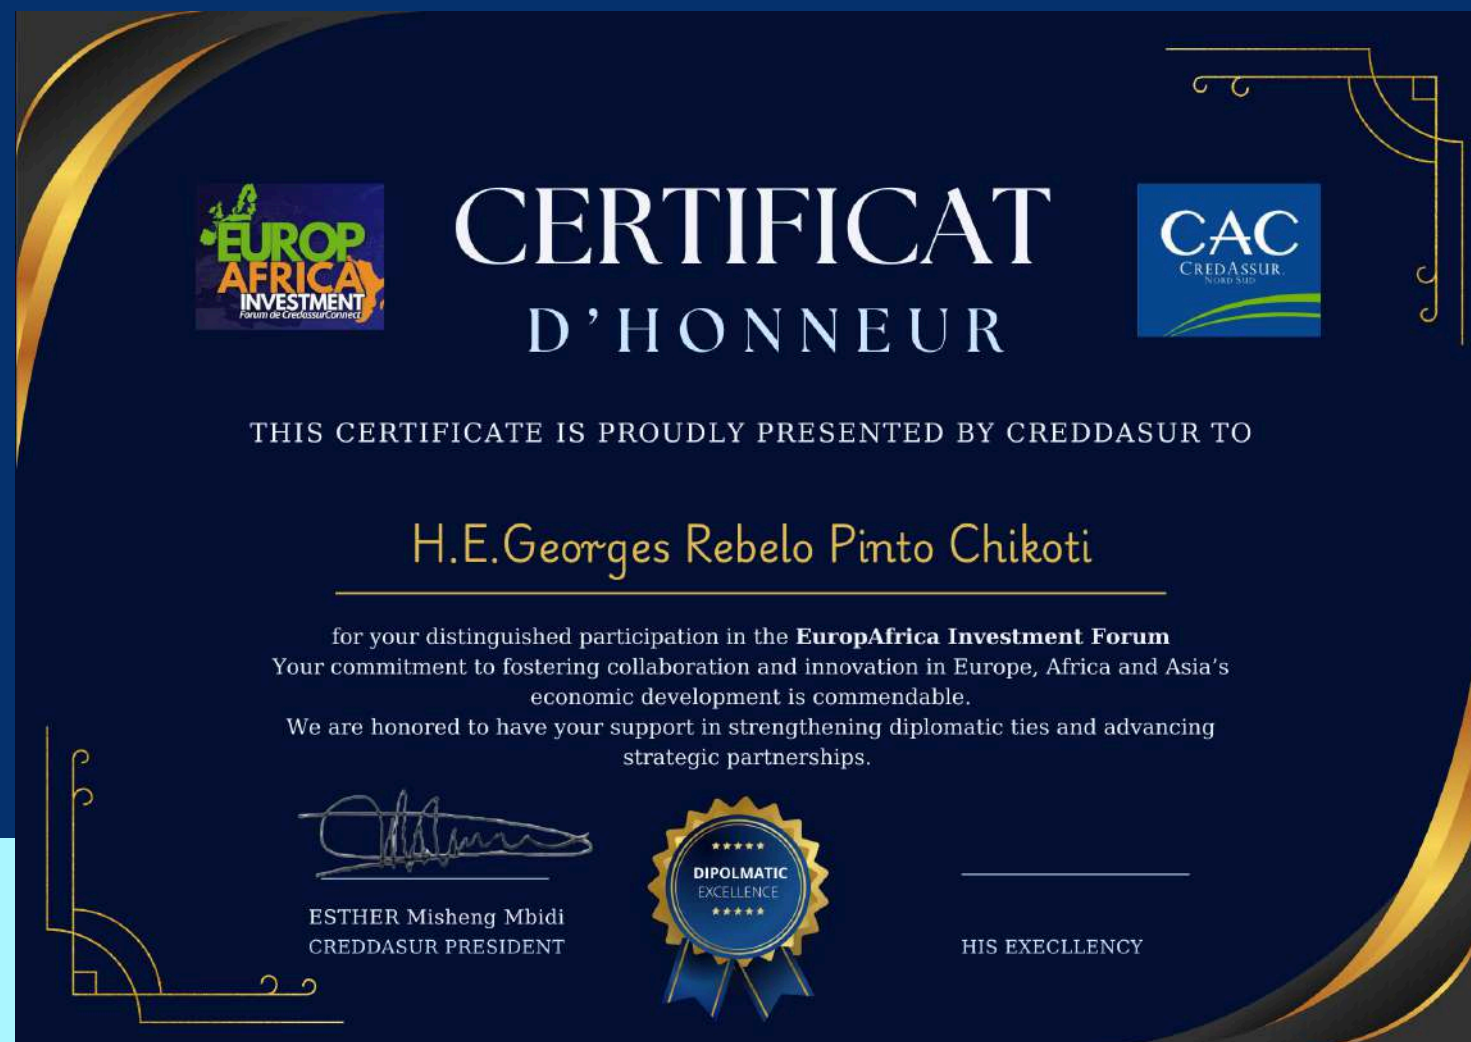 EUROP
AFRICA
INVESTMENT
Forum de CredassurConnect
CERTIFICAT
D'HONNEUR
CAC
CREDASSUR
NORD SUD
THIS CERTIFICATE IS PROUDLY PRESENTED BY CREDDASUR TO
H.E.Georges Rebelo Pinto Chikoti
for your distinguished participation in the EuropAfrica Investment Forum
Your commitment to fostering collaboration and innovation in Europe, Africa and Asia's
economic development is commendable.
We are honored to have your support in strengthening diplomatic ties and advancing
strategic partnerships.
ESTHER Misheng Mbidi
CREDDASUR PRESIDENT
DIPOLMATIC
EXCELLENCE
HIS EXECLLENCY